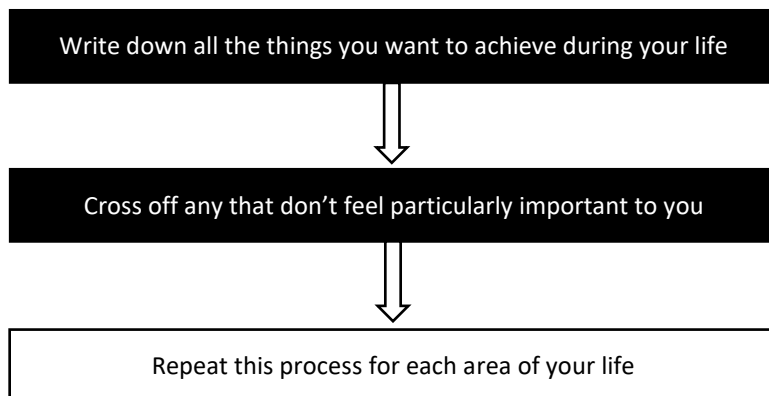 Write down all the things you want to achieve during your life
Cross off any that don’t feel particularly important to you
Repeat this process for each area of your life